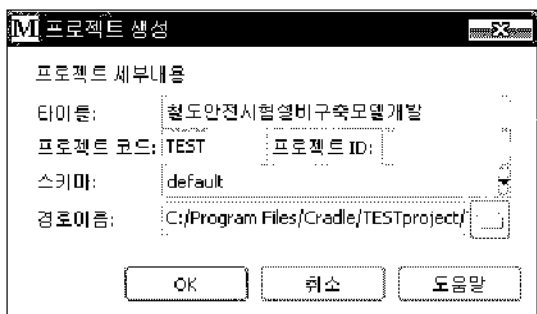 M 프로젝트 생성
프로젝트 세부내용
타이틀: 철도안전시험설비구축모델개발
프로젝트 코드: TEST 프로젝트 ID:
스키마: default
경로이름: C:/Program Files/Cradle/TESTproject/
OK 취소 도움말